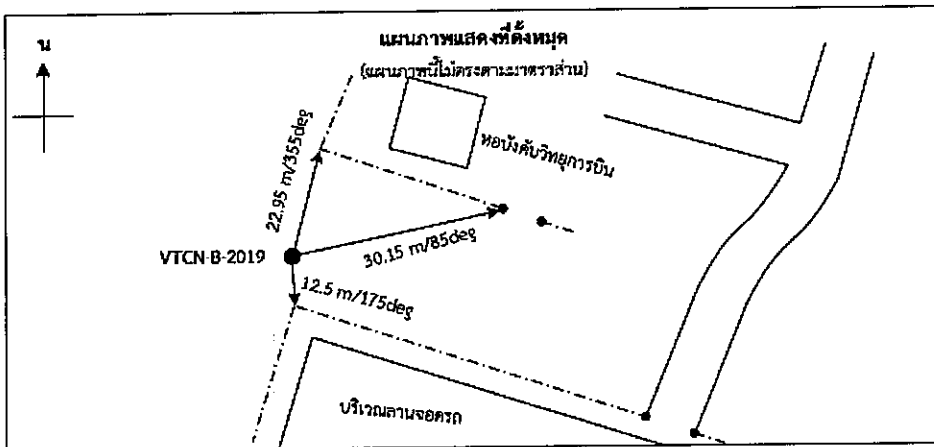 แผนภาพแสดงที่ตั้งหมุด
น
(แผนภาพนี้ไม่ตรงตามมาตราส่วน)
22.95 m/355deg
หอบังคับวิทยุการบิน
VTCN-B-2019
30.15 m/85deg
12.5 m/175deg
บริเวณลานจอดรถ